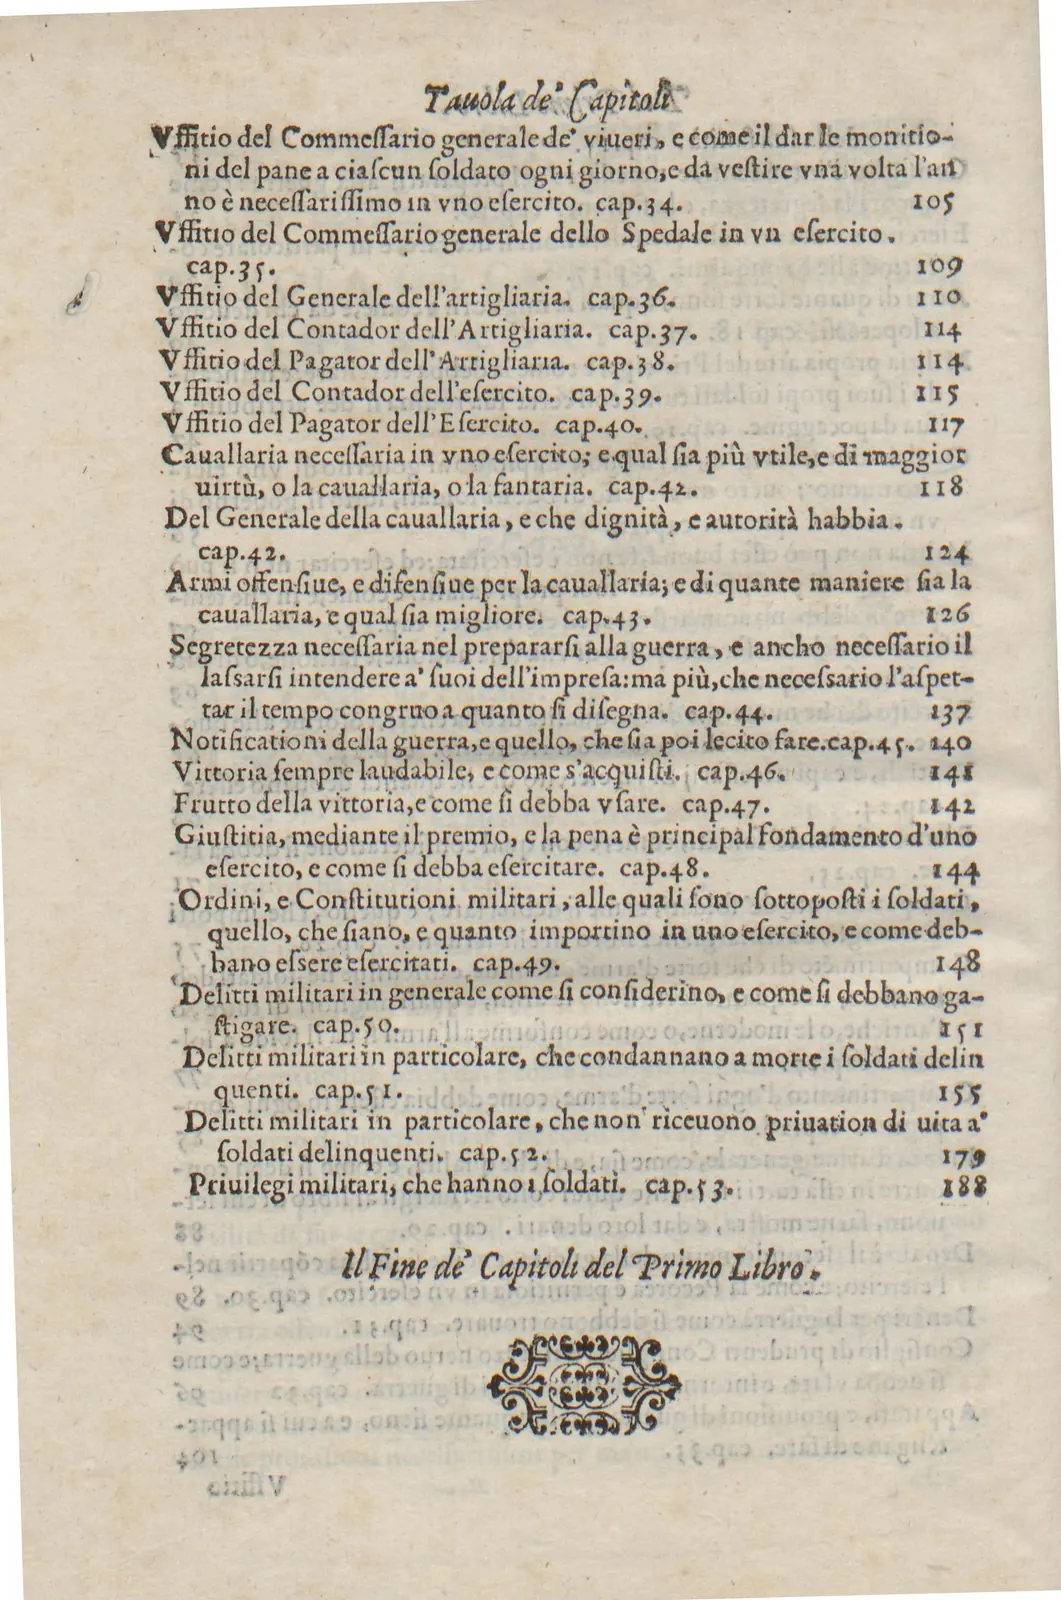 Tauola de' Capitoli
Vffitio del Commeſſario generale de' viueri, e come il dar le monitio-
ni del pane a ciaſcun ſoldato ogni giorno, e da veſtire vna volta l'an
no è neceſſariſſimo in vno eſercito. cap.34. 105
Vffitio del Commeſſario generale dello Spedale in vn eſercito.
cap.35. 109
Vffitio del Generale dell'artigliaria. cap.36. 110
Vffitio del Contador dell'Artigliaria. cap.37. 114
Vffitio del Pagator dell'Artigliaria. cap.38. 114
Vffitio del Contador dell'eſercito. cap.39. 115
Vffitio del Pagator dell'Eſercito. cap.40. 117
Cauallaria neceſſaria in vno eſercito; e qual ſia più vtile, e di maggior
uirtù, o la cauallaria, o la fantaria. cap.42. 118
Del Generale della cauallaria, e che dignità, e autorità habbia.
cap.42. 124
Armi offenſiue, e difenſiue per la cauallaria; e di quante maniere ſia la
cauallaria, e qual ſia migliore. cap.43. 126
Segretezza neceſſaria nel prepararſi alla guerra, e ancho neceſſario il
laſsarſi intendere a' ſuoi dell'impreſa: ma più, che neceſsario l'aſpet-
tar il tempo congruo a quanto ſi diſegna. cap.44. 137
Notificationi della guerra, e quello, che ſia poi lecito fare. cap.45. 140
Vittoria ſempre laudabile, e come s'acquiſti. cap.46. 141
Frutto della vittoria, e come ſi debba vſare. cap.47. 142
Giuſtitia, mediante il premio, e la pena è principal fondamento d'uno
eſercito, e come ſi debba eſercitare. cap.48. 144
Ordini, e Conſtitutioni militari, alle quali ſono ſottopoſti i ſoldati,
quello, che ſiano, e quanto importino in uno eſercito, e come deb-
bano eſsere eſercitati. cap.49. 148
Delitti militari in generale come ſi conſiderino, e come ſi debbano ga-
ſtigare. cap.50. 151
Delitti militari in particolare, che condannano a morte i ſoldati delin
quenti. cap.51. 155
Delitti militari in particolare, che non riceuono priuation di uita a'
ſoldati delinquenti. cap.52. 179
Priuilegi militari, che hanno i ſoldati. cap.53. 188
Il Fine de' Capitoli del Primo Libro.